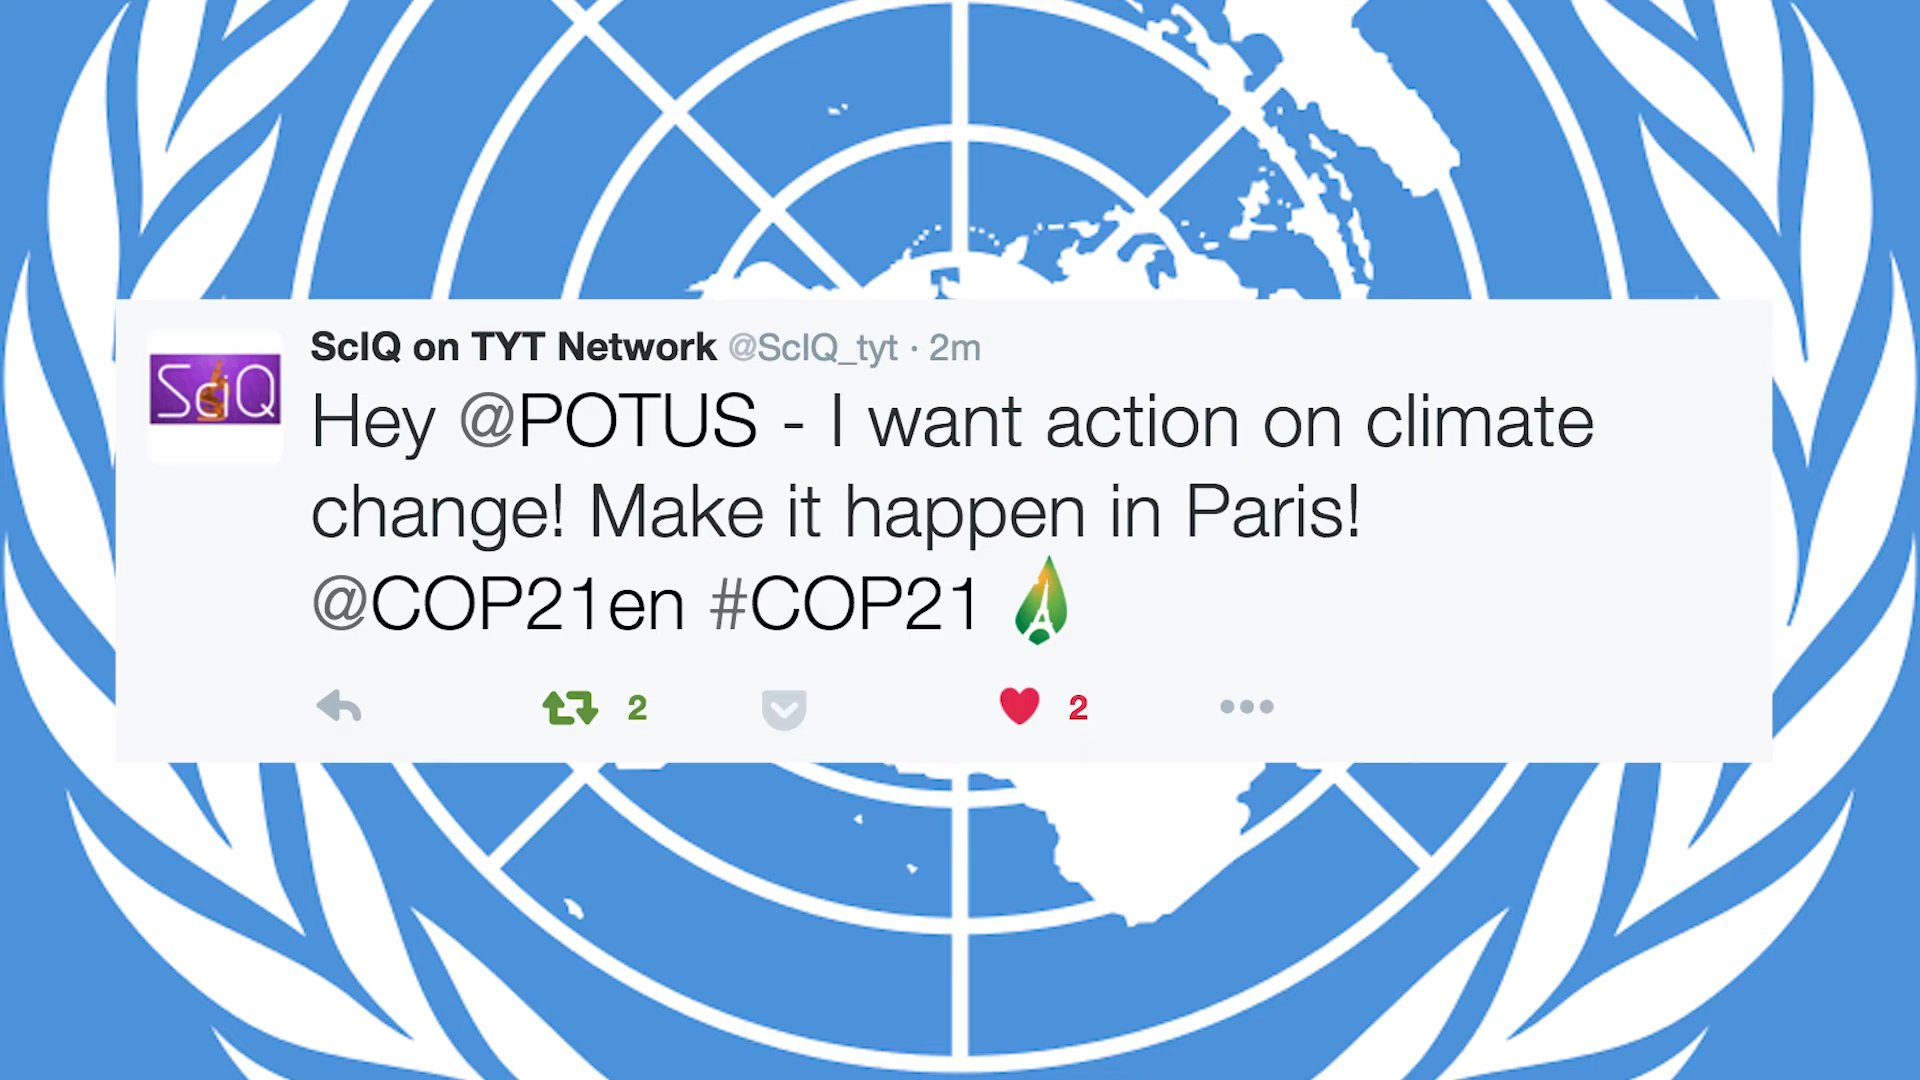 ScIQ on TYT Network @ScIQ_tyt · 2m
SciQ
Hey @POTUS - I want action on climate
change! Make it happen in Paris!
@COP21en #COP21
2 2